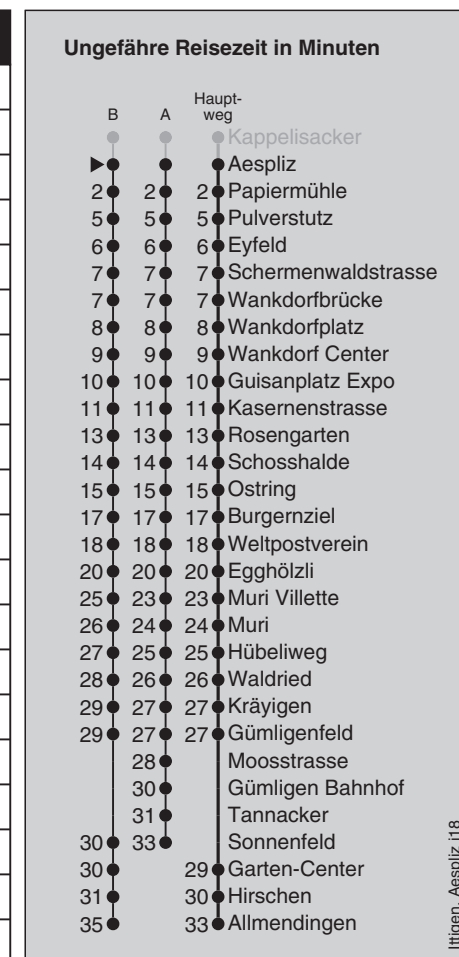 Ungefähre Reisezeit in Minuten
Haupt-
B A weg
Kappelisacker
Aespliz
2 2 2 Papiermühle
5 5 5 Pulverstutz
6 6 6 Eyfeld
7 7 7 Schermenwaldstrasse
7 7 7 Wankdorfbrücke
8 8 8 Wankdorfplatz
9 9 9 Wankdorf Center
10 10 10 Guisanplatz Expo
11 11 11 Kasernenstrasse
13 13 13 Rosengarten
14 14 14 Schosshalde
15 15 15 Ostring
17 17 17 Burgernziel
18 18 18 Weltpostverein
20 20 20 Egghölzli
25 23 23 Muri Villette
26 24 24 Muri
27 25 25 Hübeliweg
28 26 26 Waldried
29 27 27 Kräyigen
29 27 27 Gümligenfeld
28 Moosstrasse
30 Gümligen Bahnhof
31 Tannacker
30 33 Sonnenfeld
30 29 Garten-Center
31 30 Hirschen
35 33 Allmendingen
Ittigen, Aespliz j18